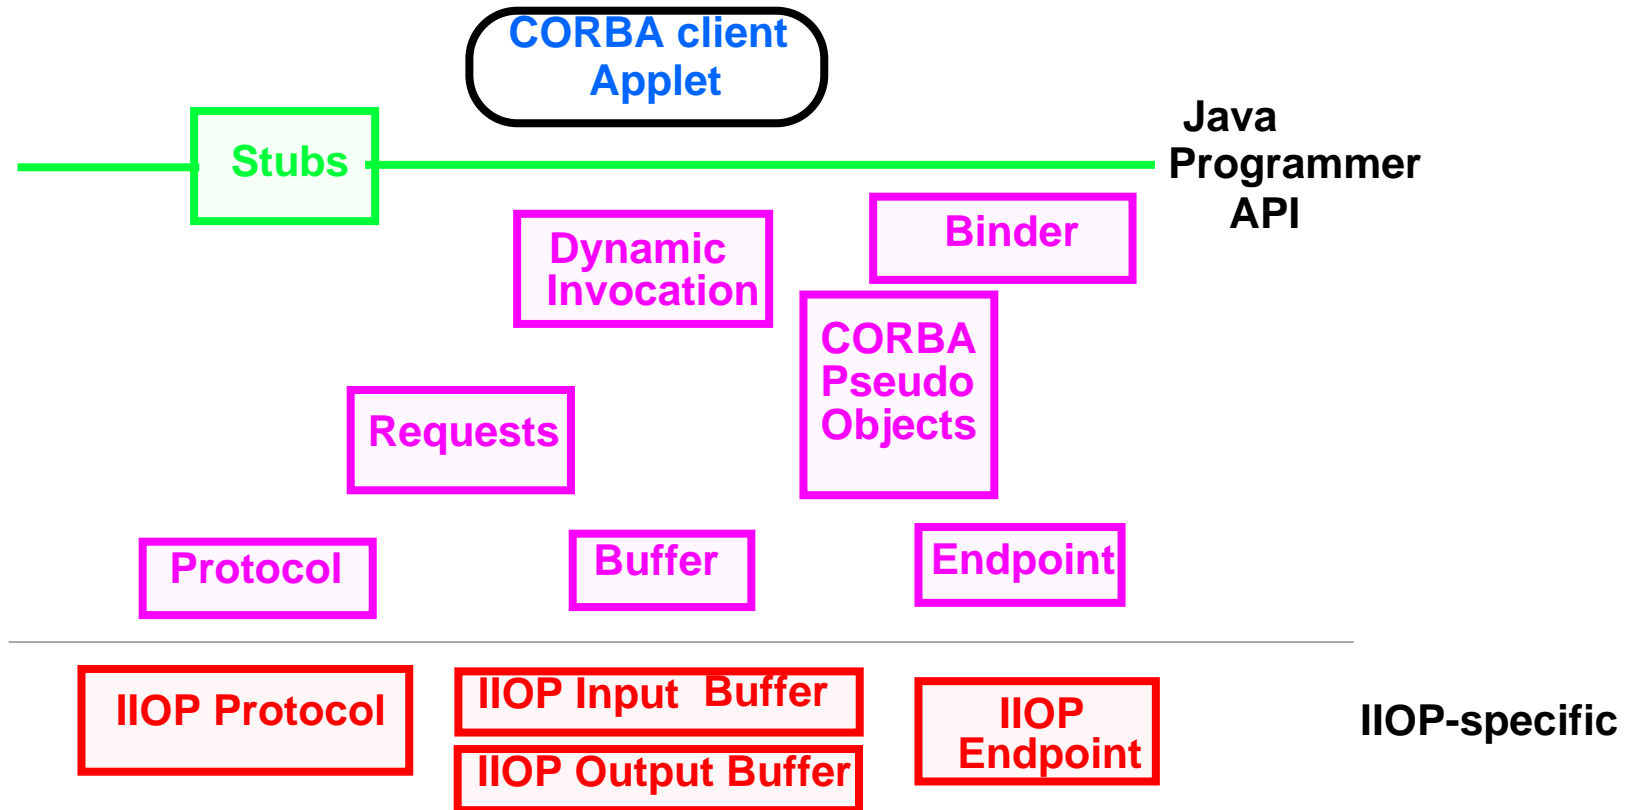 CORBA client
Applet
Java
Programmer
API
Stubs
Binder
Dynamic
Invocation
CORBA
Pseudo
Objects
Requests
Protocol
Buffer
Endpoint
IIOP Protocol
IIOP Input Buffer
IIOP Output Buffer
IIOP
Endpoint
IIOP-specific